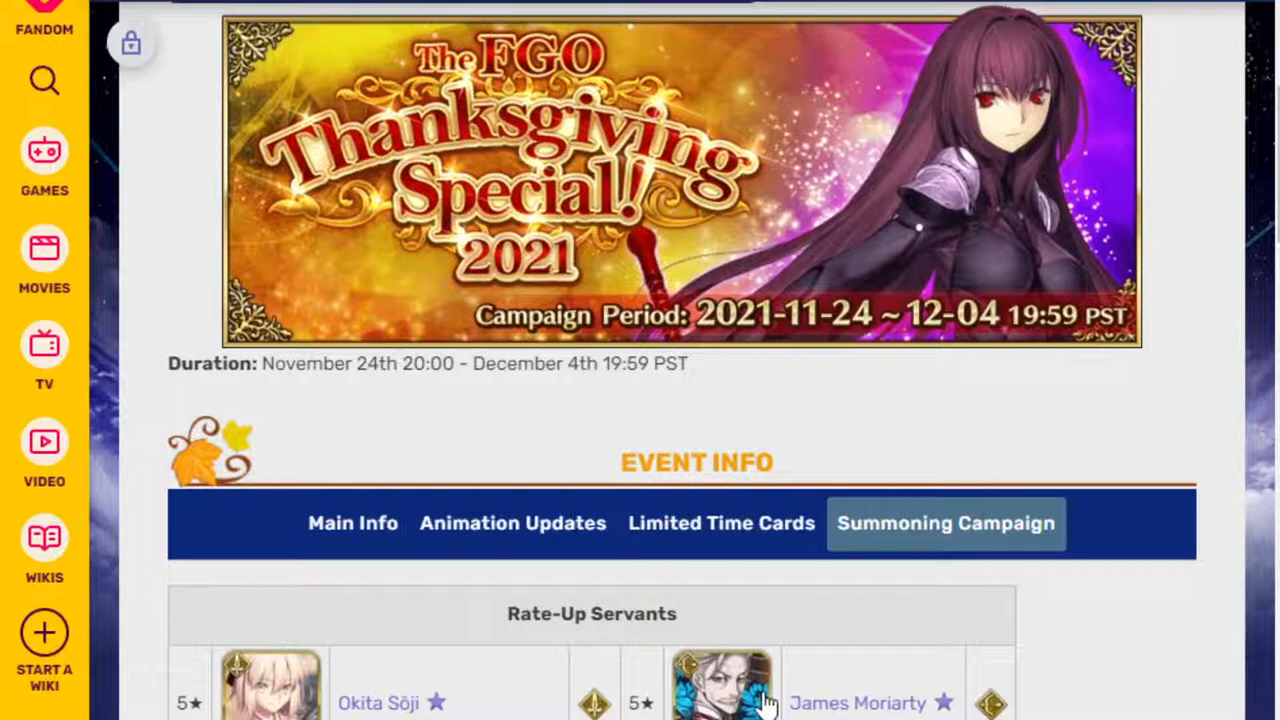 FANDOM
GAMES
MOVIES
TV
VIDEO
WIKIS
START A
WIKI
The FGO
Thanksgiving
Special!
2021
Campaign Period: 2021-11-24 ~ 12-04 19:59 PST
Duration: November 24th 20:00 - December 4th 19:59 PST
EVENT INFO
Main Info Animation Updates Limited Time Cards Summoning Campaign
Rate-Up Servants
5★ Okita Sōji ★ 5★ James Moriarty ★